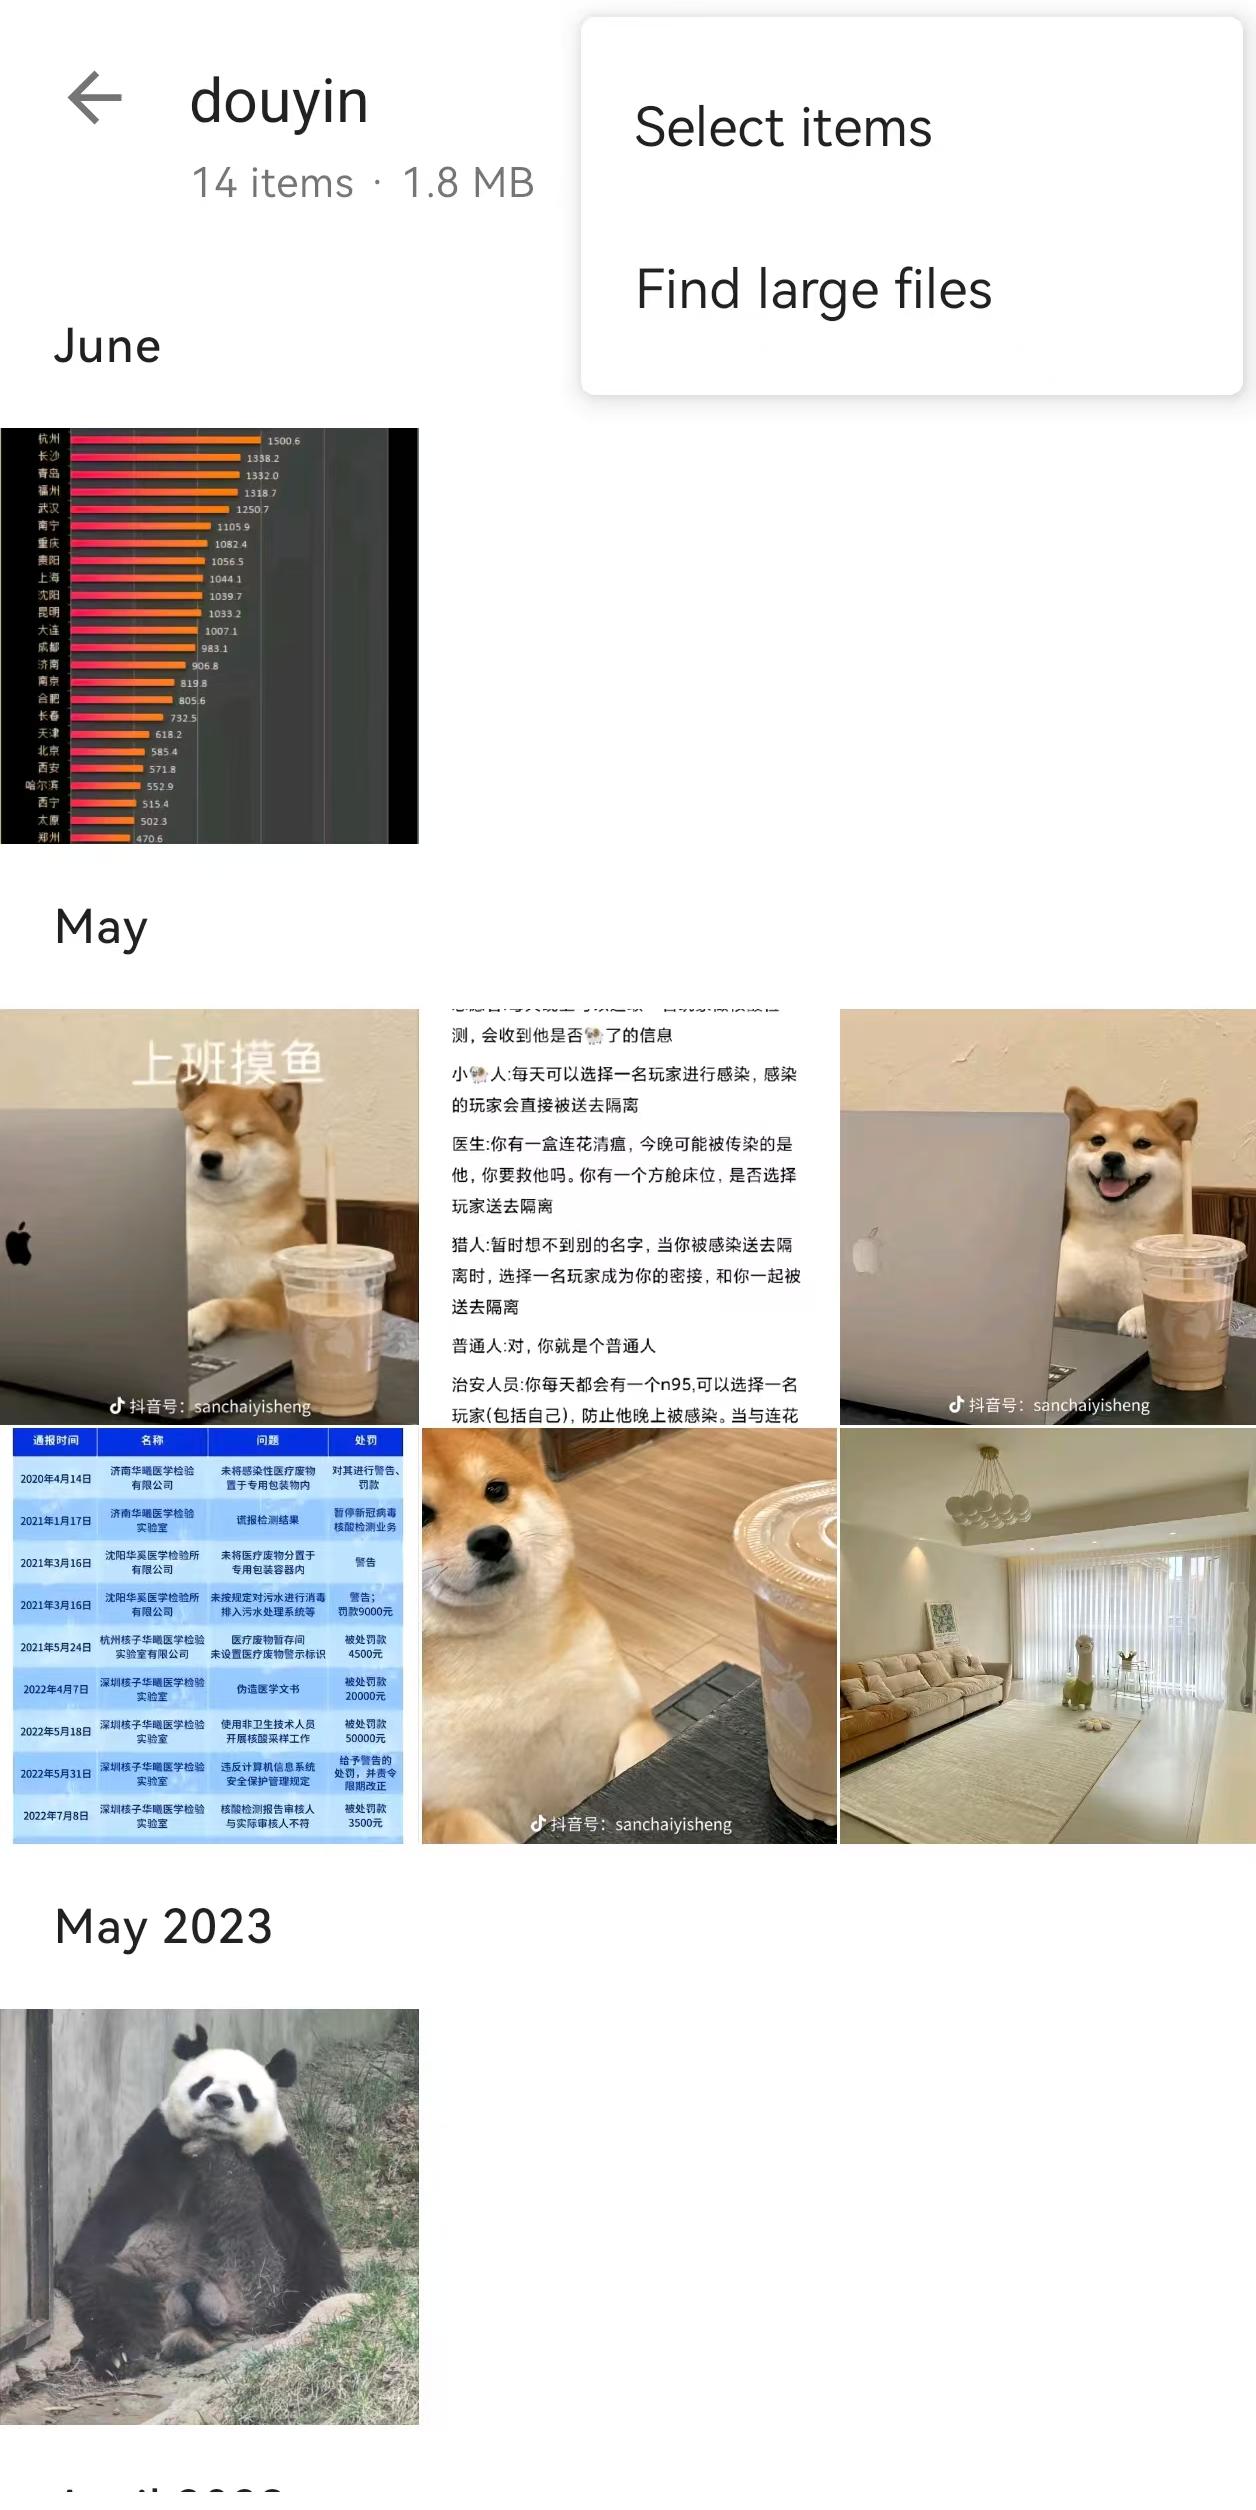 douyin
14 items · 1.8 MB
Select items
Find large files
June
杭州 1500.6
长沙 1338.2
青岛 1332.0
福州 1318.7
武汉 1250.7
南宁 1105.9
重庆 1082.4
贵阳 1056.5
上海 1044.1
沈阳 1039.7
昆明 1033.2
大连 1007.1
成都 983.1
济南 906.8
南京 819.8
合肥 805.6
长春 732.5
天津 618.2
北京 585.4
西安 571.8
哈尔滨 552.9
西宁 515.4
太原 502.3
郑州 470.6
May
上班摸鱼
抖音号：sanchaiyisheng
测，会收到他是否🐏了的信息
小🐏人:每天可以选择一名玩家进行感染，感染
的玩家会直接被送去隔离
医生:你有一盒连花清瘟，今晚可能被传染的是
他，你要救他吗。你有一个方舱床位，是否选择
玩家送去隔离
猎人:暂时想不到别的名字，当你被感染送去隔
离时，选择一名玩家成为你的密接，和你一起被
送去隔离
普通人:对，你就是个普通人
治安人员:你每天都会有一个n95,可以选择一名
玩家(包括自己)，防止他晚上被感染。当与连花
抖音号：sanchaiyisheng
通报时间 名称 问题 处罚
2020年4月14日 济南华曦医学检验 未将感染性医疗废物 对其进行警告、
有限公司 置于专用包装物内 罚款
2021年1月17日 济南华曦医学检验 谎报检测结果 暂停新冠病毒
实验室 核酸检测业务
2021年3月16日 沈阳华奚医学检验所 未将医疗废物分置于 警告
有限公司 专用包装容器内
2021年3月16日 沈阳华奚医学检验所 未按规定对污水进行消毒 警告；
有限公司 排入污水处理系统等 罚款9000元
2021年5月24日 杭州核子华曦医学检验 医疗废物暂存间 被处罚款
实验室有限公司 未设置医疗废物警示标识 4500元
2022年4月7日 深圳核子华曦医学检验 伪造医学文书 被处罚款
实验室 20000元
2022年5月18日 深圳核子华曦医学检验 使用非卫生技术人员 被处罚款
实验室 开展核酸采样工作 50000元
2022年5月31日 深圳核子华曦医学检验 违反计算机信息系统 给予警告的
实验室 安全保护管理规定 处罚，并责令
限期改正
2022年7月8日 深圳核子华曦医学检验 核酸检测报告审核人 被处罚款
实验室 与实际审核人不符 3500元
抖音号：sanchaiyisheng
May 2023